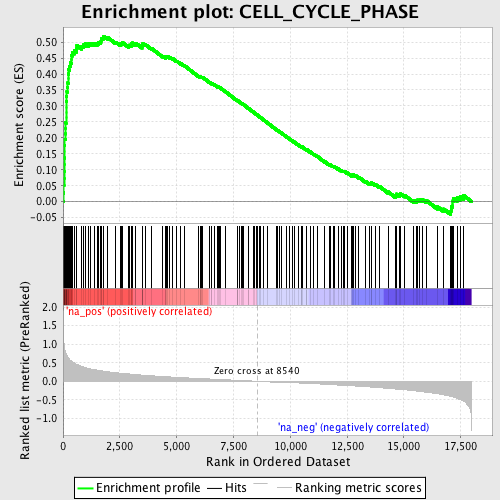 Enrichment plot: CELL_CYCLE_PHASE
Enrichment score (ES)
0.50
0.45
0.40
0.35
0.30
0.25
0.20
0.15
0.10
0.05
0.00
-0.05
Ranked list metric (PreRanked)
2.0
1.5
1.0
0.5
0.0
-0.5
-1.0
'na_pos' (positively correlated)
Zero cross at 8540
'na_neg' (negatively correlated)
0
2,500
5,000
7,500
10,000
12,500
15,000
17,500
Rank in Ordered Dataset
Enrichment profile
Hits
Ranking metric scores